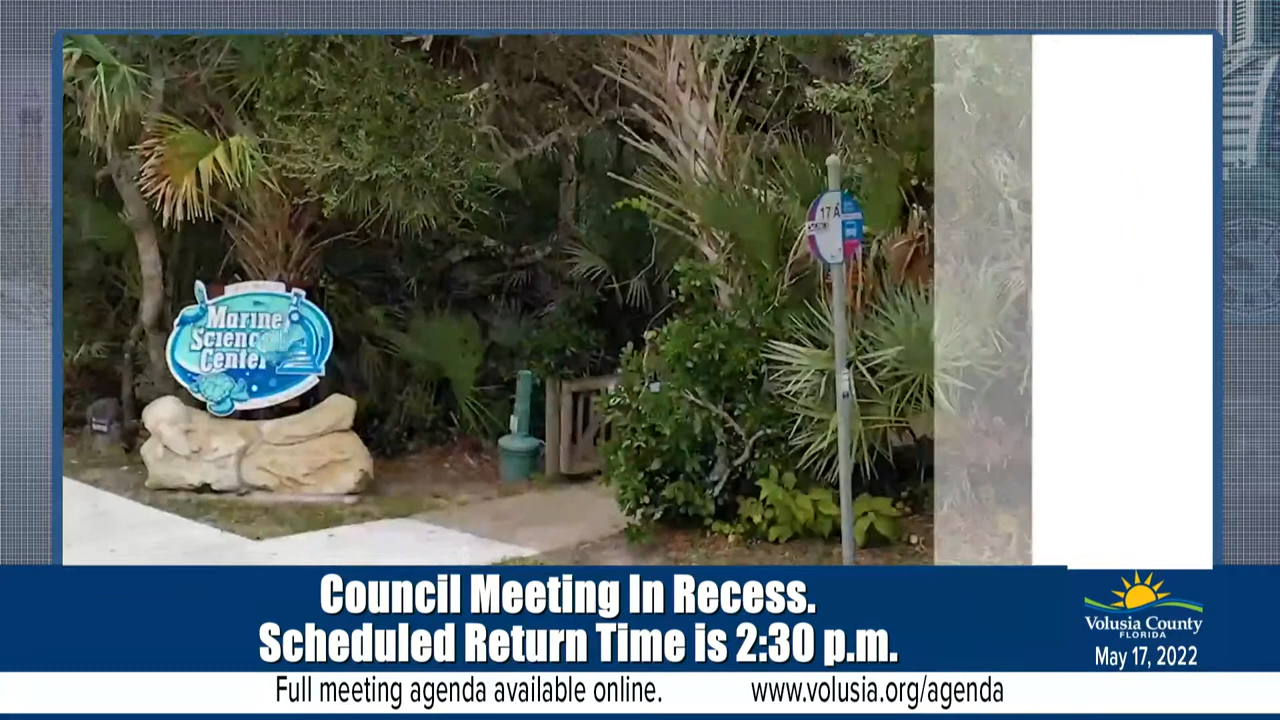 Marine
Science
Center
17 A
Council Meeting In Recess.
Scheduled Return Time is 2:30 p.m.
Volusia County
FLORIDA
May 17, 2022
Full meeting agenda available online.
www.volusia.org/agenda